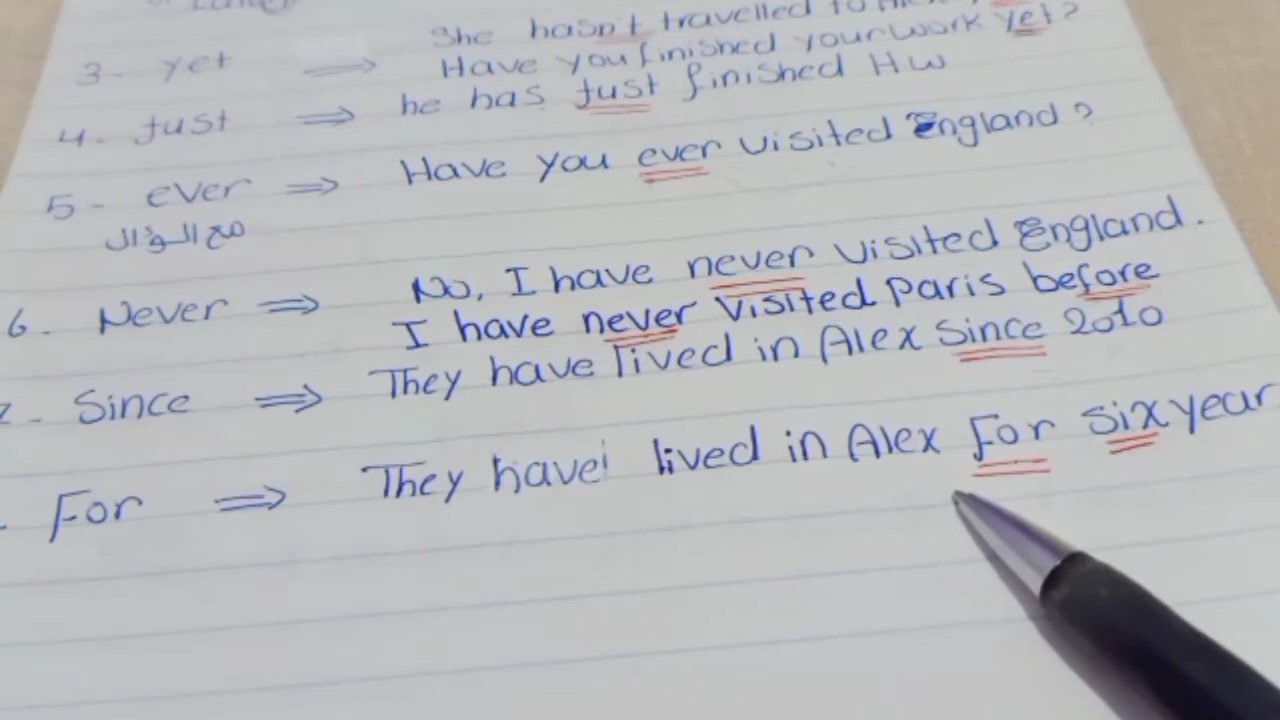 She hasn't travelled to
3- yet ⇒ Have you finished your work yet?
4. Just ⇒ he has Just finished HW
5- ever ⇒ Have you ever visited England?
مع السؤال
6. Never ⇒ No, I have never visited England.
I have never visited Paris before
7- Since ⇒ They have lived in Alex Since 2010
For ⇒ They have lived in Alex For six year